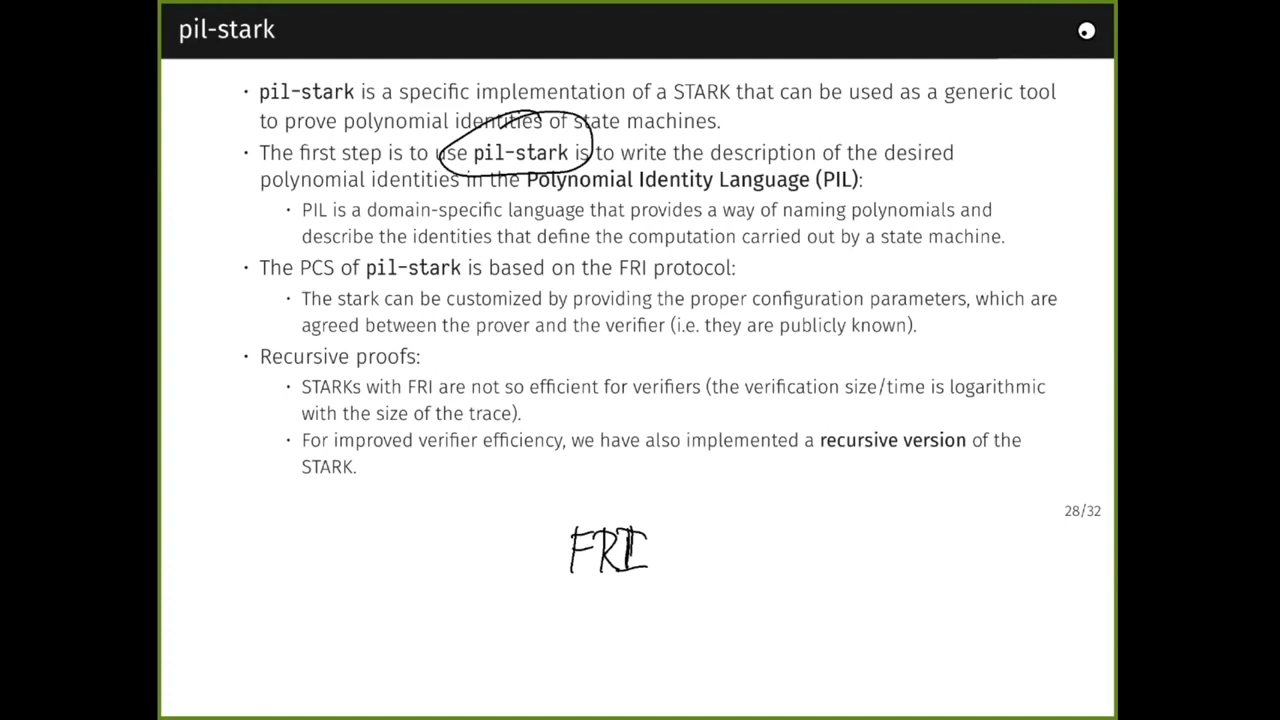 pil-stark
· pil-stark is a specific implementation of a STARK that can be used as a generic tool
to prove polynomial identities of state machines.
· The first step is to use pil-stark is to write the description of the desired
polynomial identities in the Polynomial Identity Language (PIL):
· PIL is a domain-specific language that provides a way of naming polynomials and
describe the identities that define the computation carried out by a state machine.
· The PCS of pil-stark is based on the FRI protocol:
· The stark can be customized by providing the proper configuration parameters, which are
agreed between the prover and the verifier (i.e. they are publicly known).
· Recursive proofs:
· STARKs with FRI are not so efficient for verifiers (the verification size/time is logarithmic
with the size of the trace).
· For improved verifier efficiency, we have also implemented a recursive version of the
STARK.
28/32
FRI